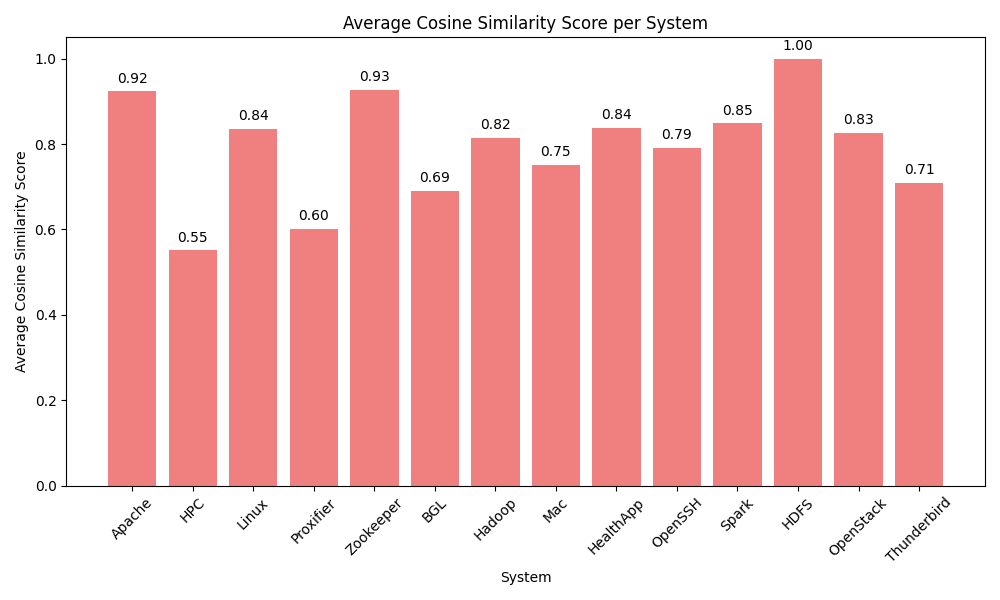 Average Cosine Similarity Score per System
Average Cosine Similarity Score
1.0
0.8
0.6
0.4
0.2
0.0
0.92
0.55
0.84
0.60
0.93
0.69
0.82
0.75
0.84
0.79
0.85
1.00
0.83
0.71
Apache
HPC
Linux
Proxifier
Zookeeper
BGL
Hadoop
Mac
HealthApp
OpenSSH
Spark
HDFS
OpenStack
Thunderbird
System